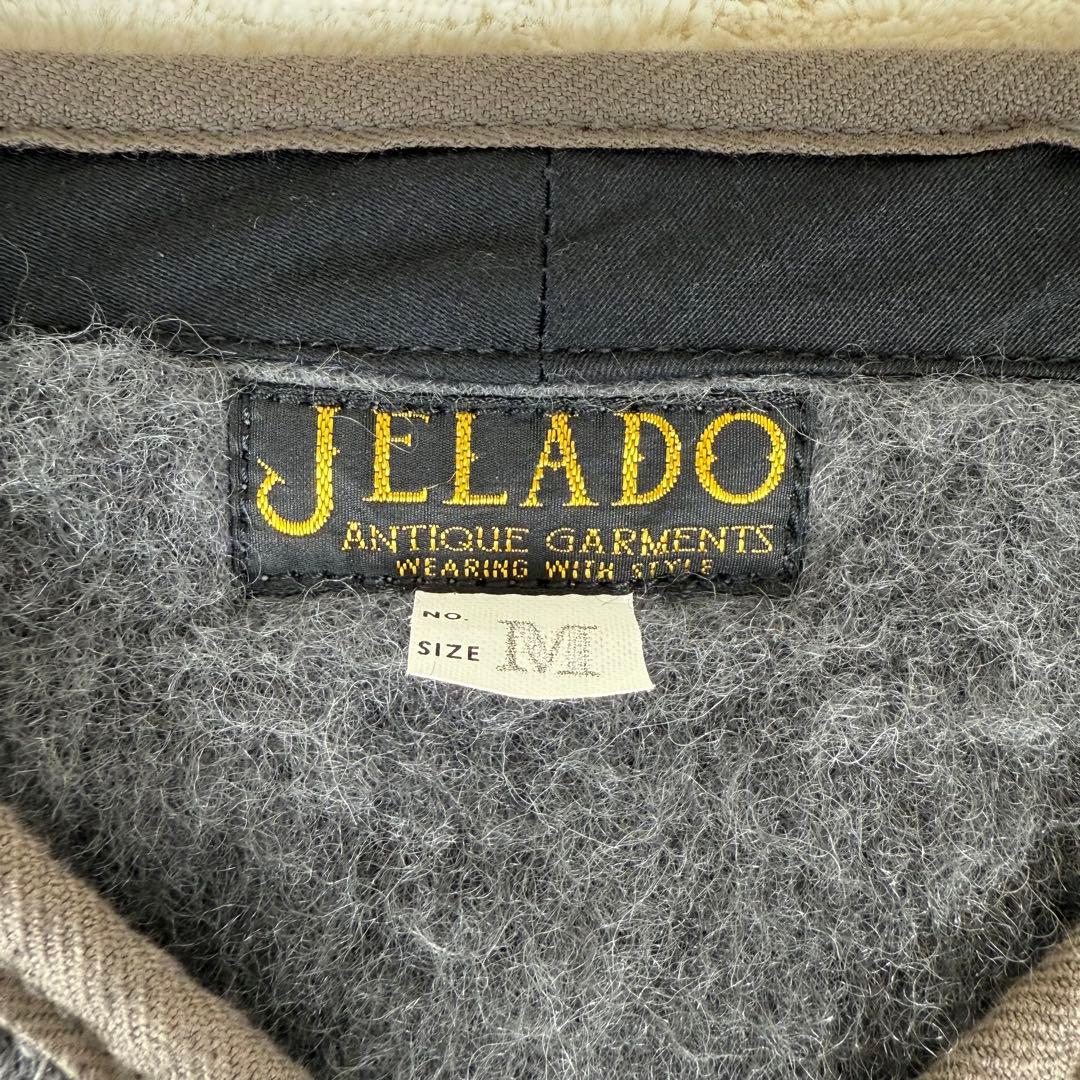 JELADO
ANTIQUE GARMENTS
WEARING WITH STYLE
NO.
SIZE M